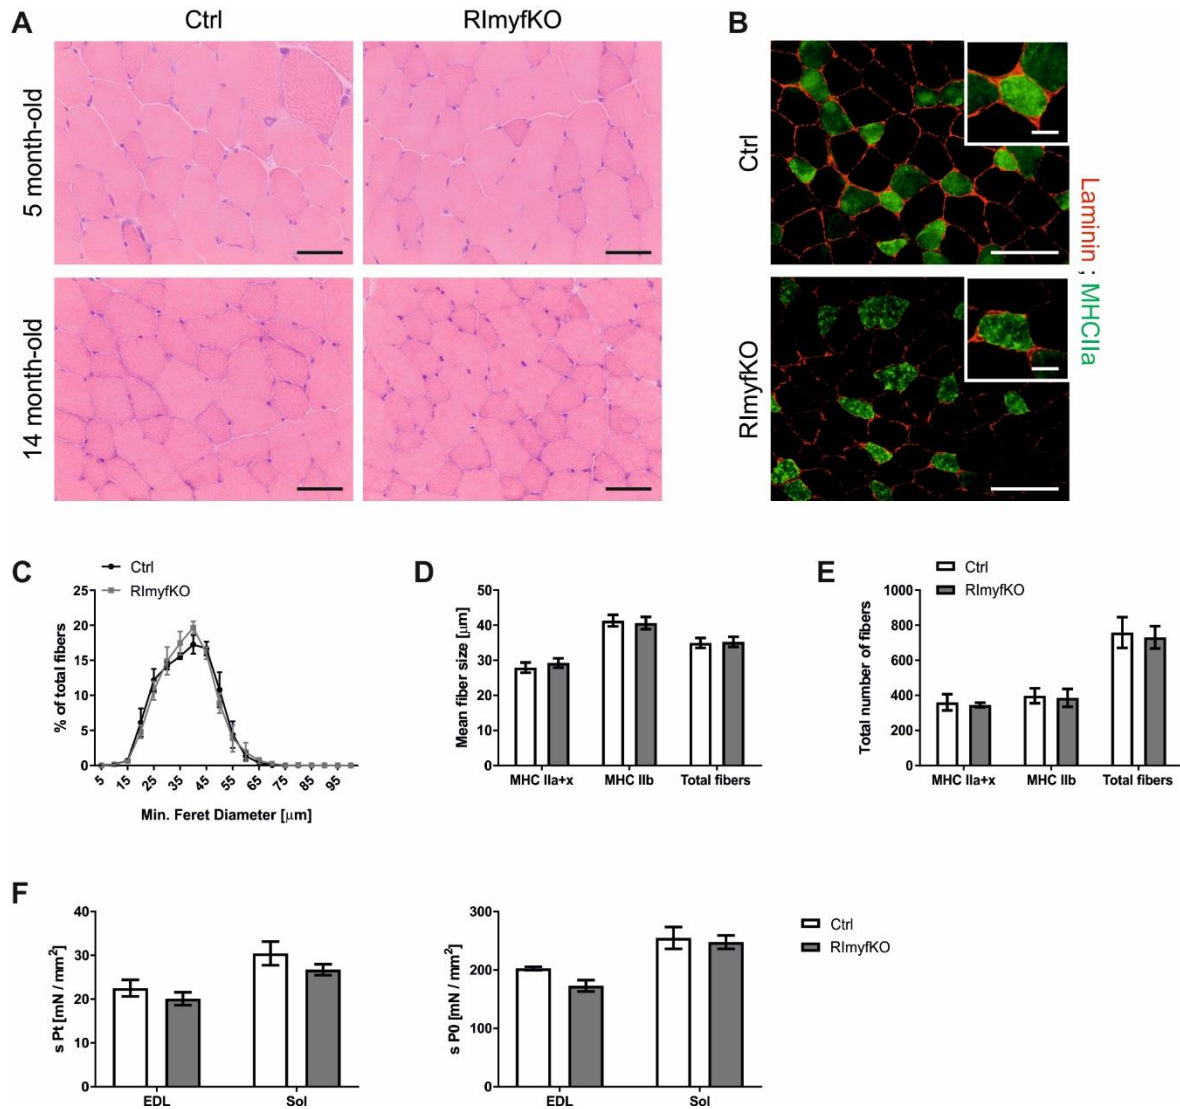 A
Ctrl
RImyfKO
5 month-old
14 month-old
B
Ctrl
RImyfKO
Laminin ; MHCIIa
C
Ctrl
RImyfKO
25
20
15
10
5
0
% of total fibers
5 15 25 35 45 55 65 75 85 95
Min. Feret Diameter [μm]
D
50
40
30
20
10
0
Mean fiber size [μm]
MHC IIa+x MHC IIb Total fibers
E
Ctrl
RImyfKO
1000
800
600
400
200
0
Total number of fibers
MHC IIa+x MHC IIb Total fibers
F
40
30
20
10
0
s Pt [mN / mm²]
EDL Sol
300
200
100
0
s P0 [mN / mm²]
EDL Sol
Ctrl
RImyfKO